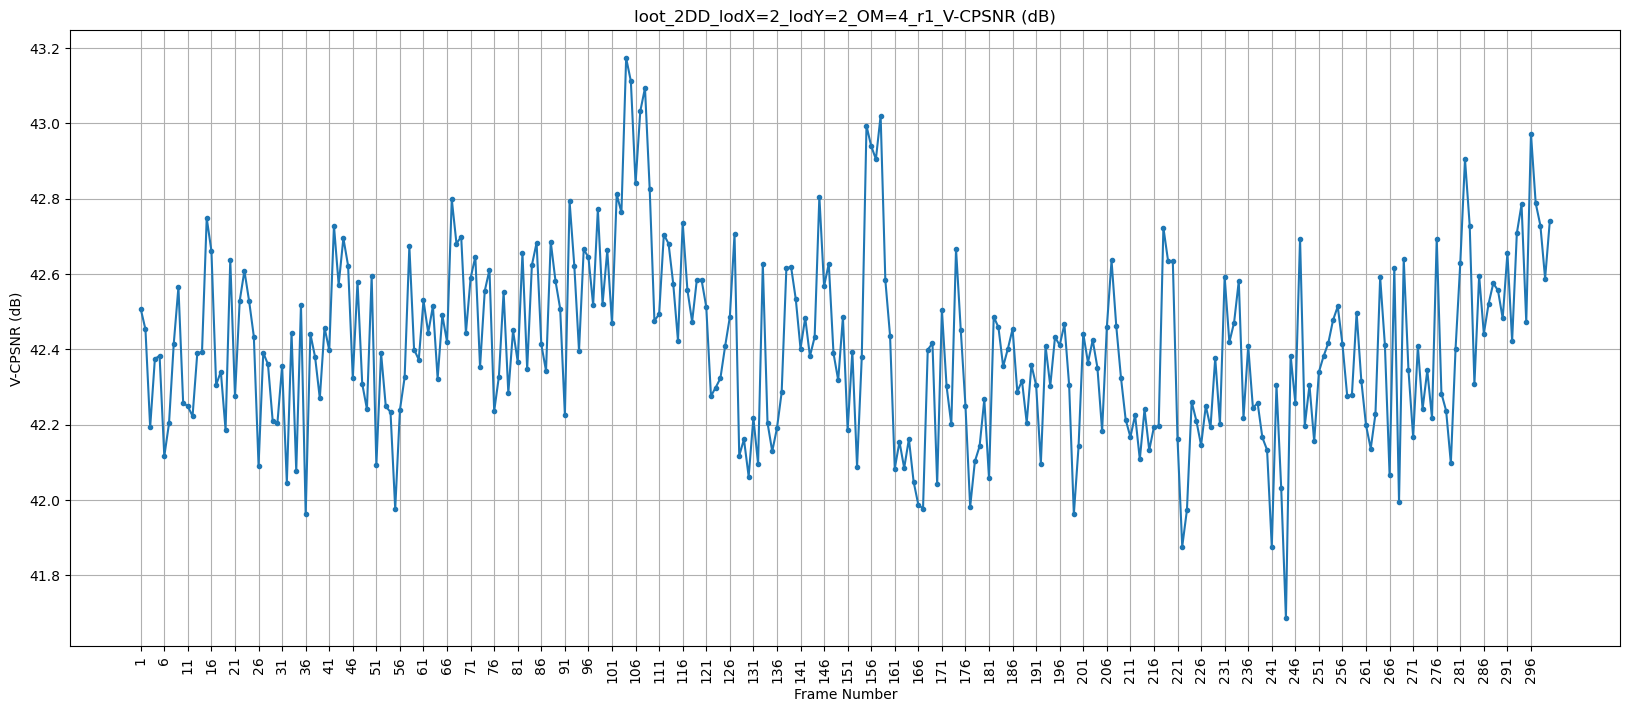 loot_2DD_lodX=2_lodY=2_OM=4_r1_V-CPSNR (dB)
V-CPSNR (dB)
43.2
43.0
42.8
42.6
42.4
42.2
42.0
41.8
1 6 11 16 21 26 31 36 41 46 51 56 61 66 71 76 81 86 91 96 101 106 111 116 121 126 131 136 141 146 151 156 161 166 171 176 181 186 191 196 201 206 211 216 221 226 231 236 241 246 251 256 261 266 271 276 281 286 291 296
Frame Number